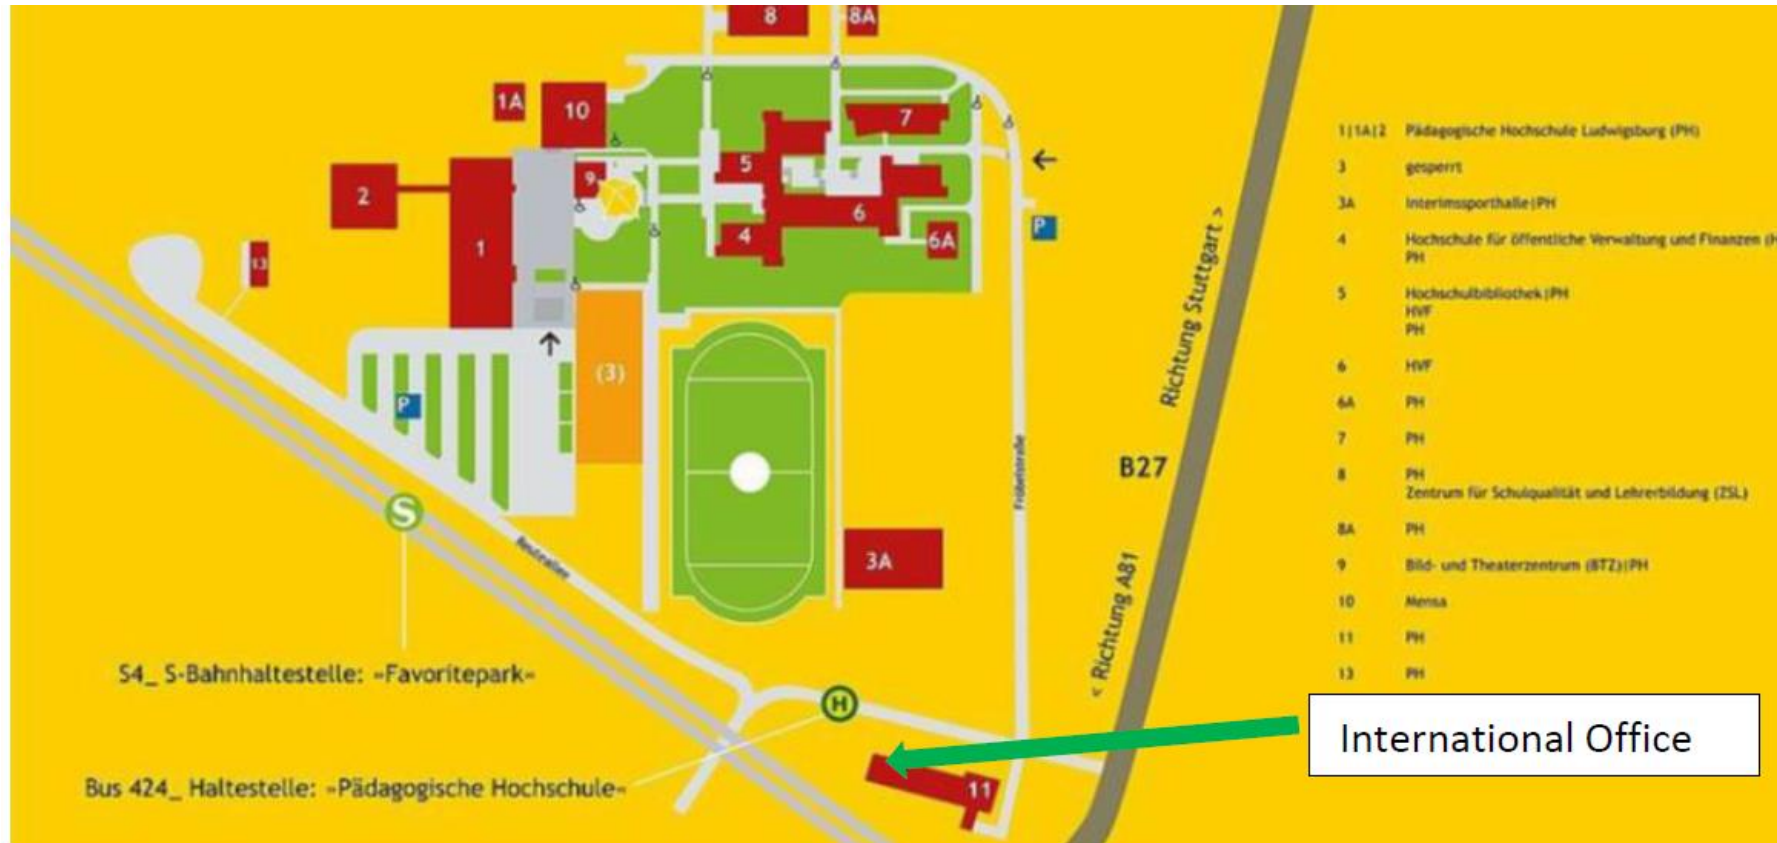 8
8A
1A
10
7
5
9
2
1
6
4
6A
P
13
(3)
P
S
3A
H
11
Reuteallee
Fröbelstraße
B27
Richtung Stuttgart >
< Richtung A81
S4_ S-Bahnhaltestelle: »Favoritepark«
Bus 424_ Haltestelle: »Pädagogische Hochschule«
1|1A|2 Pädagogische Hochschule Ludwigsburg (PH)
3 gesperrt
3A Interimssporthalle|PH
4 Hochschule für öffentliche Verwaltung und Finanzen (H
PH
5 Hochschulbibliothek|PH
HVF
PH
6 HVF
6A PH
7 PH
8 PH
Zentrum für Schulqualität und Lehrerbildung (ZSL)
8A PH
9 Bild- und Theaterzentrum (BTZ)|PH
10 Mensa
11 PH
13 PH
International Office